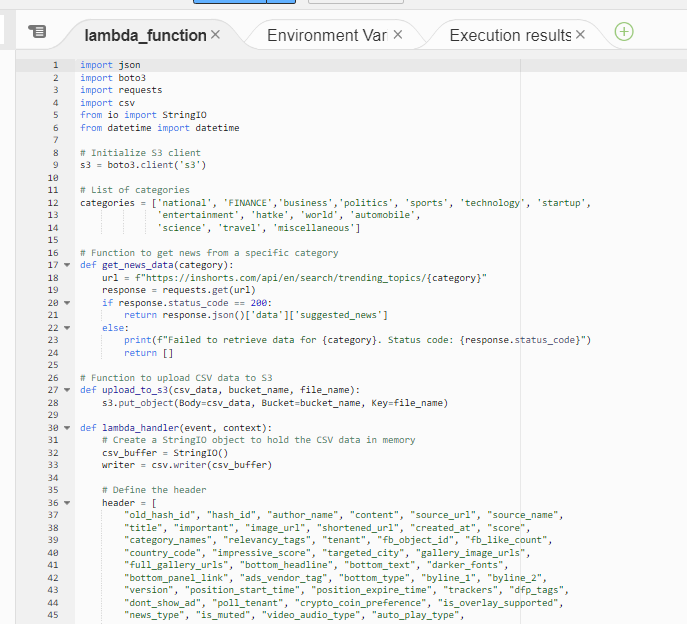 lambda_function × Environment Var × Execution results ×
1 import json
2 import boto3
3 import requests
4 import csv
5 from io import StringIO
6 from datetime import datetime
7
8 # Initialize S3 client
9 s3 = boto3.client('s3')
10
11 # List of categories
12 categories = ['national', 'FINANCE','business','politics', 'sports', 'technology', 'startup',
13 'entertainment', 'hatke', 'world', 'automobile',
14 'science', 'travel', 'miscellaneous']
15
16 # Function to get news from a specific category
17 def get_news_data(category):
18 url = f"https://inshorts.com/api/en/search/trending_topics/{category}"
19 response = requests.get(url)
20 if response.status_code == 200:
21 return response.json()['data']['suggested_news']
22 else:
23 print(f"Failed to retrieve data for {category}. Status code: {response.status_code}")
24 return []
25
26 # Function to upload CSV data to S3
27 def upload_to_s3(csv_data, bucket_name, file_name):
28 s3.put_object(Body=csv_data, Bucket=bucket_name, Key=file_name)
29
30 def lambda_handler(event, context):
31 # Create a StringIO object to hold the CSV data in memory
32 csv_buffer = StringIO()
33 writer = csv.writer(csv_buffer)
34
35 # Define the header
36 header = [
37 "old_hash_id", "hash_id", "author_name", "content", "source_url", "source_name",
38 "title", "important", "image_url", "shortened_url", "created_at", "score",
39 "category_names", "relevancy_tags", "tenant", "fb_object_id", "fb_like_count",
40 "country_code", "impressive_score", "targeted_city", "gallery_image_urls",
41 "full_gallery_urls", "bottom_headline", "bottom_text", "darker_fonts",
42 "bottom_panel_link", "ads_vendor_tag", "bottom_type", "byline_1", "byline_2",
43 "version", "position_start_time", "position_expire_time", "trackers", "dfp_tags",
44 "dont_show_ad", "poll_tenant", "crypto_coin_preference", "is_overlay_supported",
45 "news_type", "is_muted", "video_audio_type", "auto_play_type",